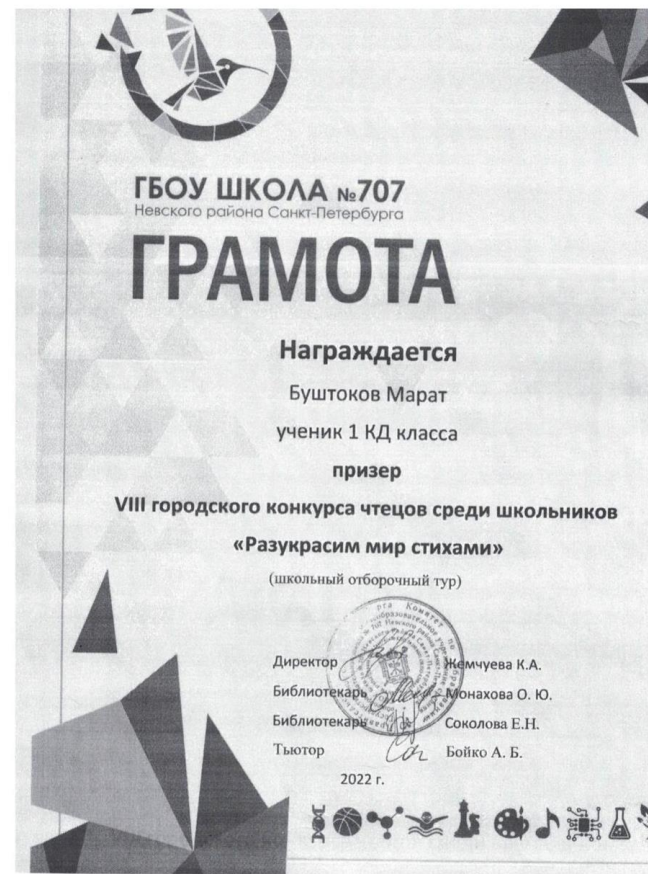 ГБОУ ШКОЛА №707
Невского района Санкт-Петербурга
ГРАМОТА
Награждается
Буштоков Марат
ученик 1 КД класса
призер
VIII городского конкурса чтецов среди школьников
«Разукрасим мир стихами»
(школьный отборочный тур)
Директор Жемчуева К.А.
Библиотекарь Монахова О. Ю.
Библиотекарь Соколова Е.Н.
Тьютор Бойко А. Б.
2022 г.